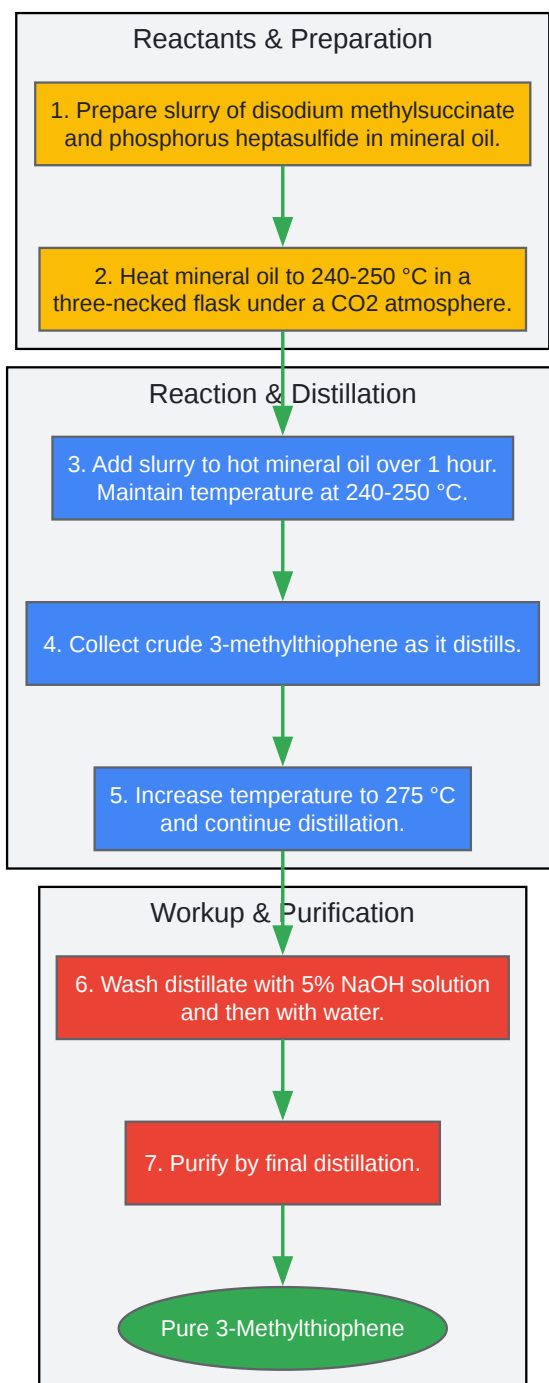 Reactants & Preparation
1. Prepare slurry of disodium methylsuccinate
and phosphorus heptasulfide in mineral oil.
2. Heat mineral oil to 240-250 °C in a
three-necked flask under a CO2 atmosphere.
Reaction & Distillation
3. Add slurry to hot mineral oil over 1 hour.
Maintain temperature at 240-250 °C.
4. Collect crude 3-methylthiophene as it distills.
5. Increase temperature to 275 °C
and continue distillation.
Workup & Purification
6. Wash distillate with 5% NaOH solution
and then with water.
7. Purify by final distillation.
Pure 3-Methylthiophene